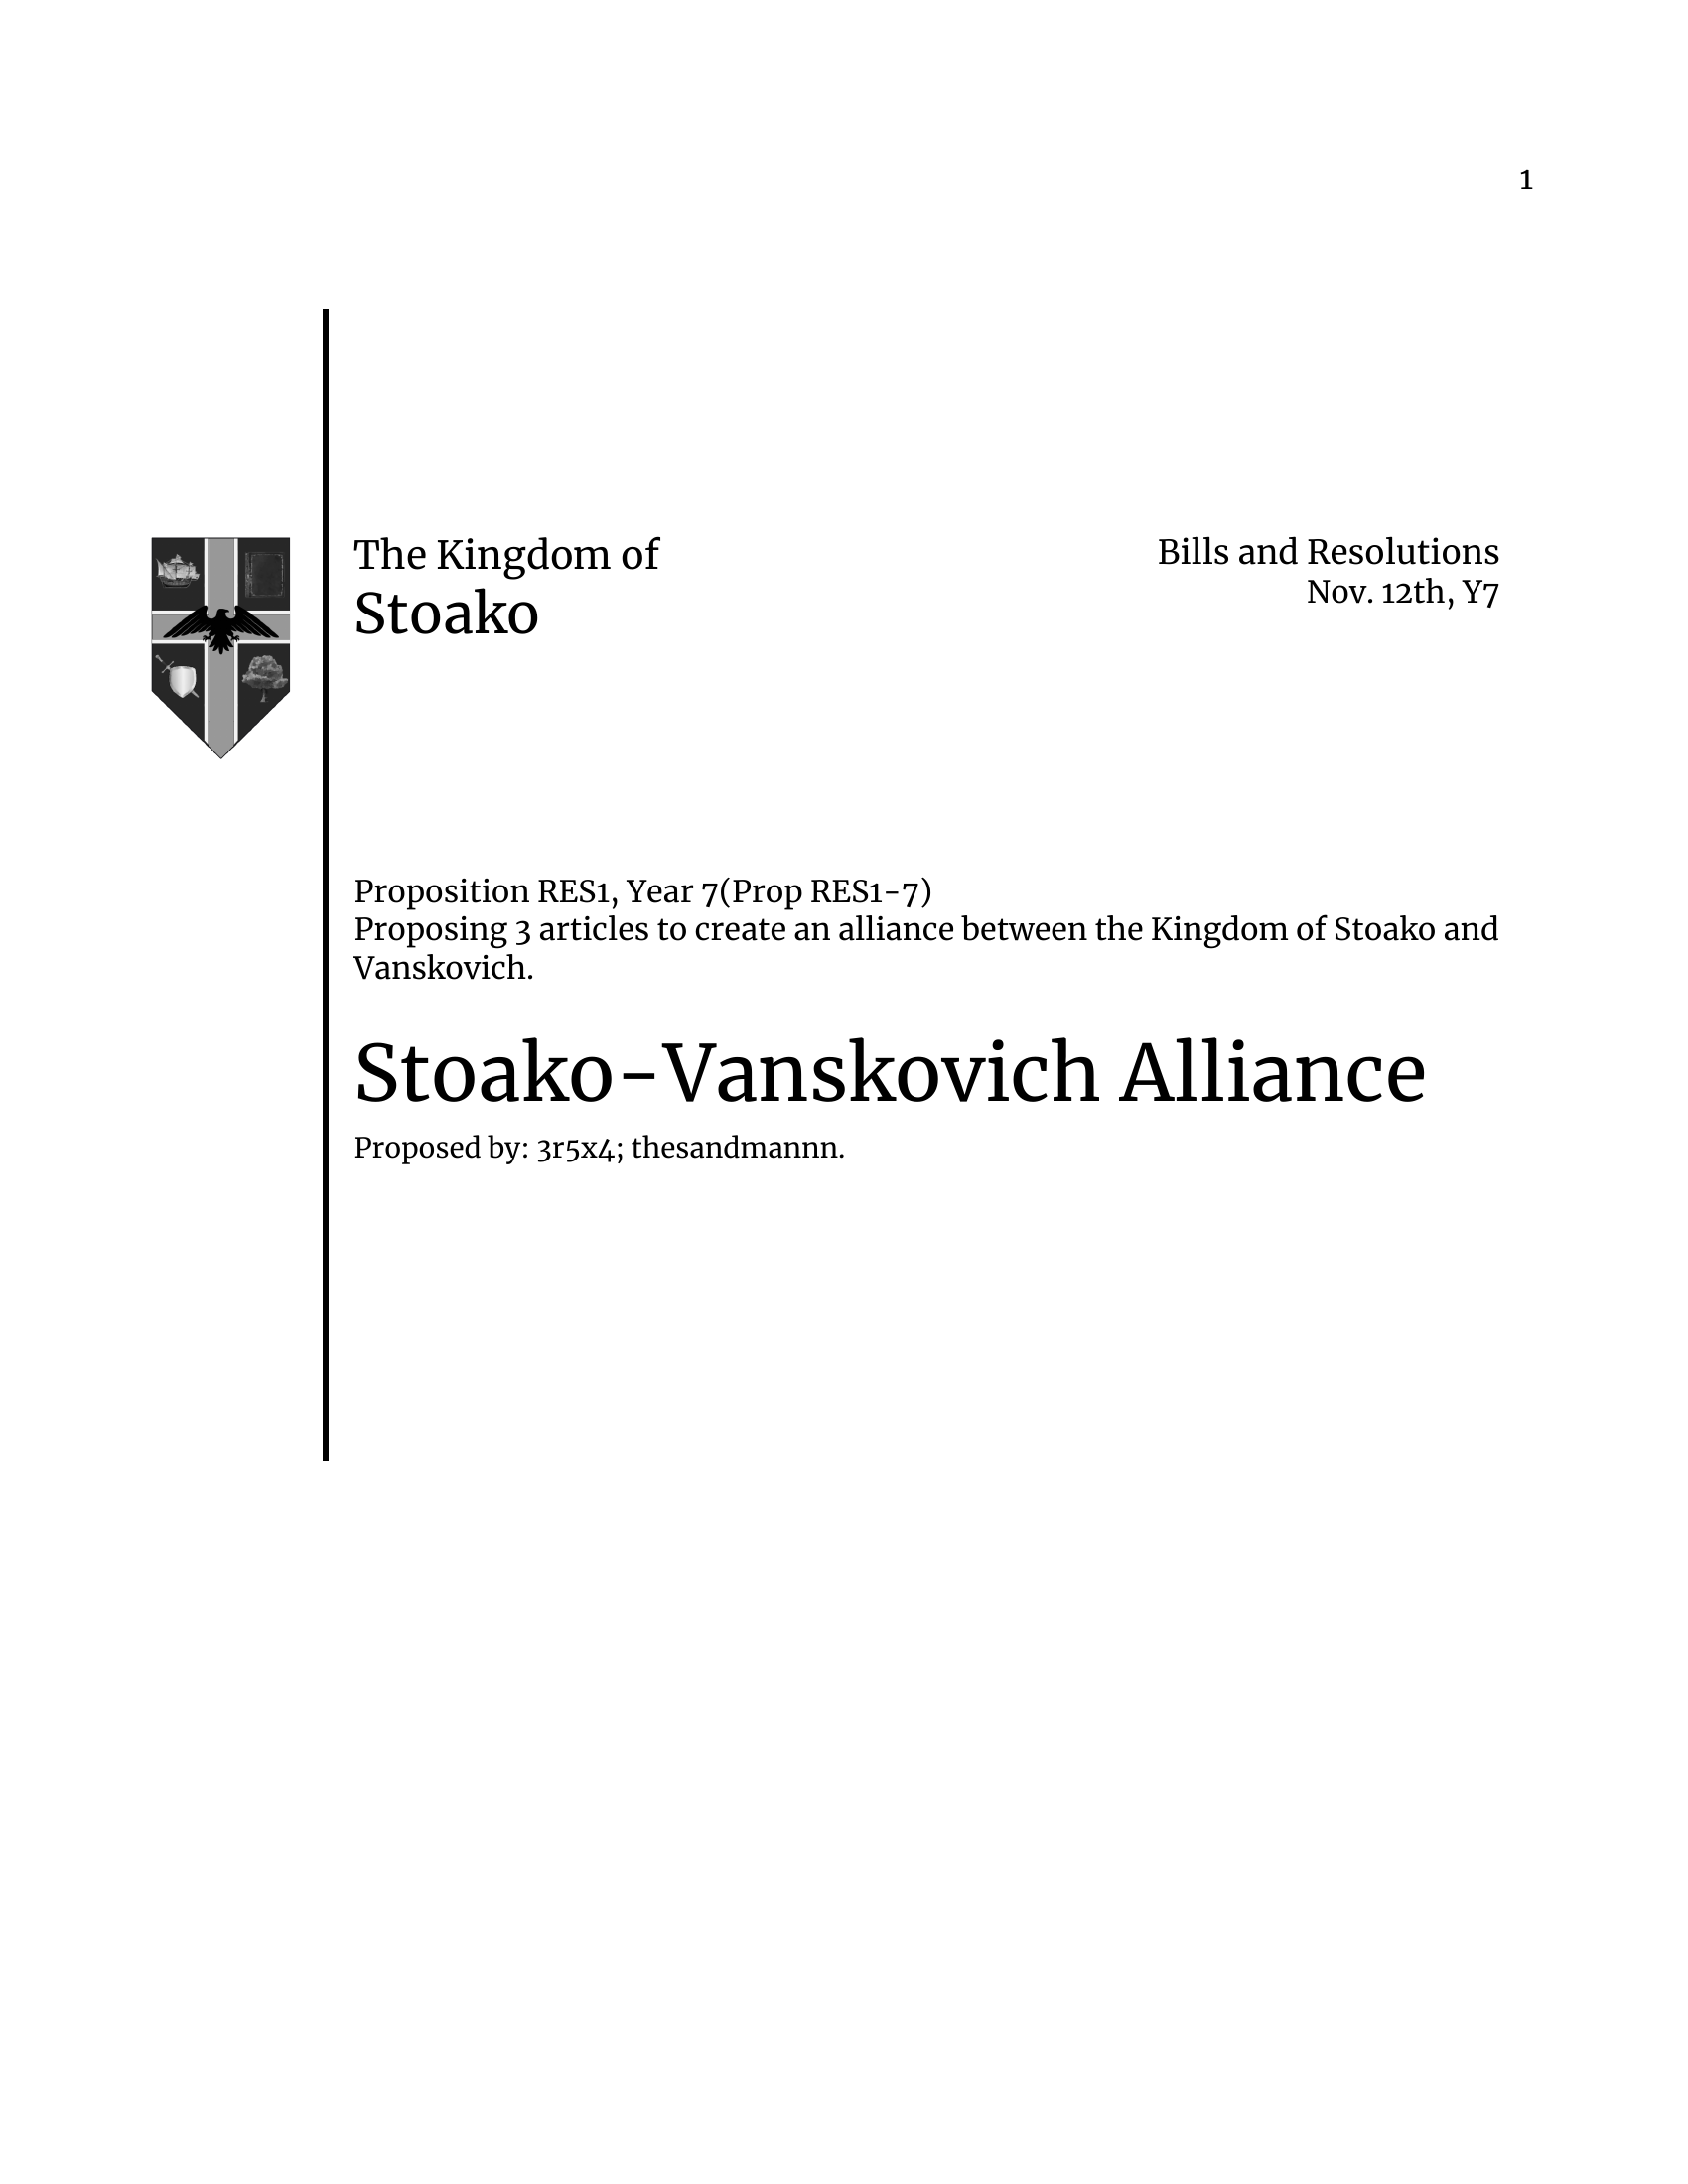 1
The Kingdom of
Stoako
Bills and Resolutions
Nov. 12th, Y7
Proposition RES1, Year 7(Prop RES1-7)
Proposing 3 articles to create an alliance between the Kingdom of Stoako and
Vanskovich.
Stoako-Vanskovich Alliance
Proposed by: 3r5x4; thesandmannn.